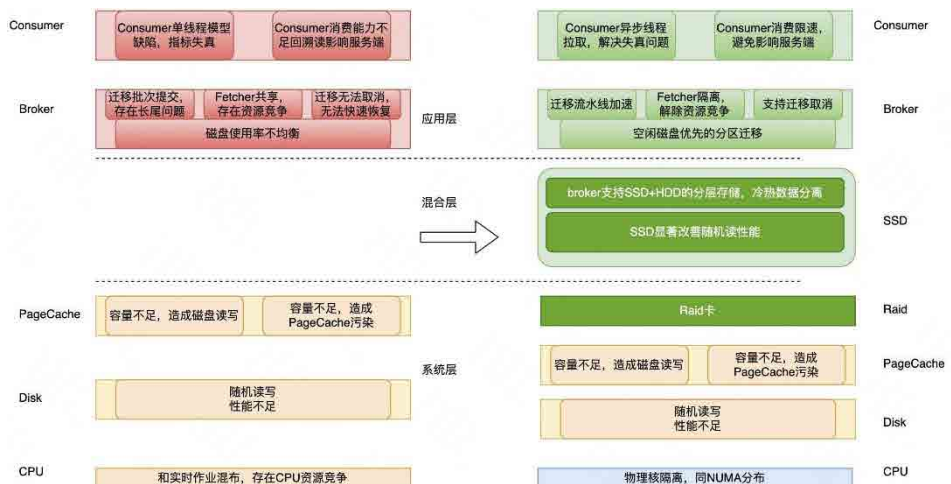 Consumer
Consumer单线程模型
缺陷，指标失真
Consumer消费能力不
足回溯读影响服务端
Consumer异步线程
拉取，解决失真问题
Consumer消费限速，
避免影响服务端
Consumer
Broker
迁移批次提交，
存在长尾问题
Fetcher共享，
存在资源竞争
迁移无法取消，
无法快速恢复
磁盘使用率不均衡
应用层
迁移流水线加速
Fetcher隔离，
解除资源竞争
支持迁移取消
空闲磁盘优先的分区迁移
Broker
混合层
broker支持SSD+HDD的分层存储，冷热数据分离
SSD显著改善随机读性能
SSD
PageCache
容量不足，造成磁盘读写
容量不足，造成
PageCache污染
Raid卡
Raid
系统层
容量不足，造成磁盘读写
容量不足，造成
PageCache污染
PageCache
Disk
随机读写
性能不足
随机读写
性能不足
Disk
CPU
和实时作业混布，存在CPU资源竞争
物理核隔离，同NUMA分布
CPU